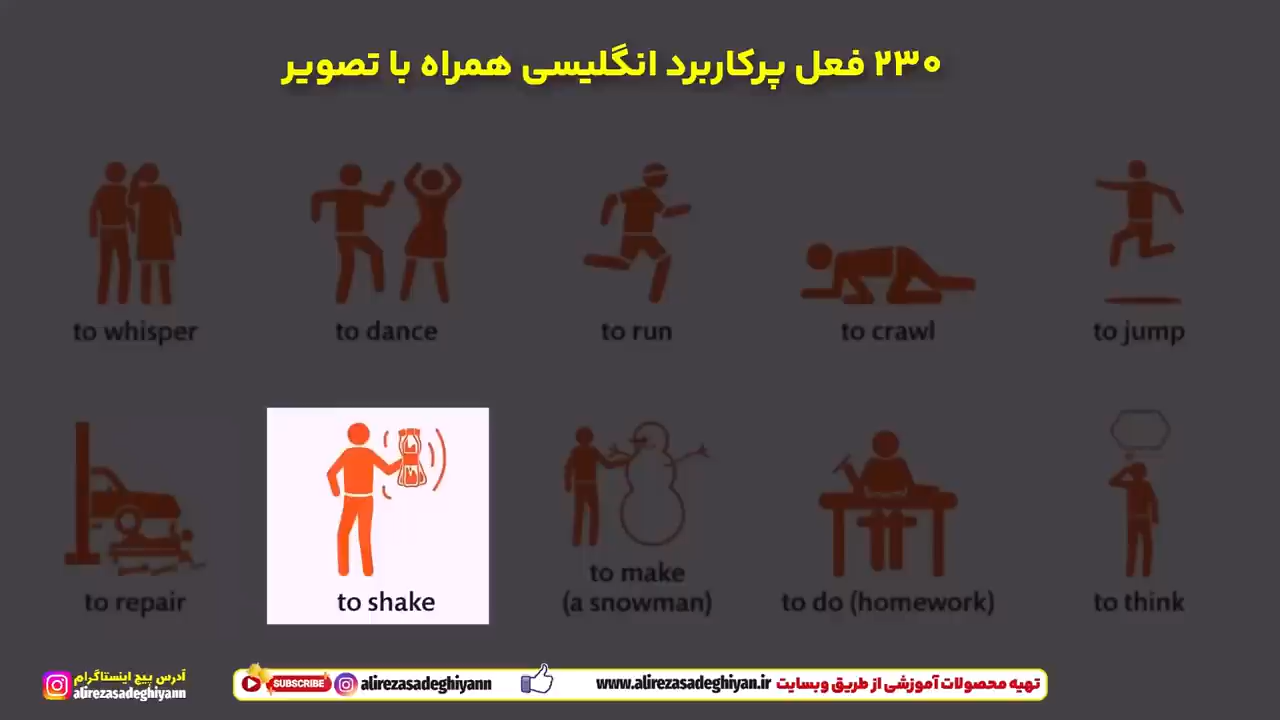 ۲۳۰ فعل پرکاربرد انگلیسی همراه با تصویر
to whisper
to dance
to run
to crawl
to jump
to repair
to shake
to make
(a snowman)
to do (homework)
to think
آدرس پیج اینستاگرام
alirezasadeghiyann
SUBSCRIBE
alirezasadeghiyann
www.alirezasadeghiyan.ir تهیه محصولات آموزشی از طریق وبسایت